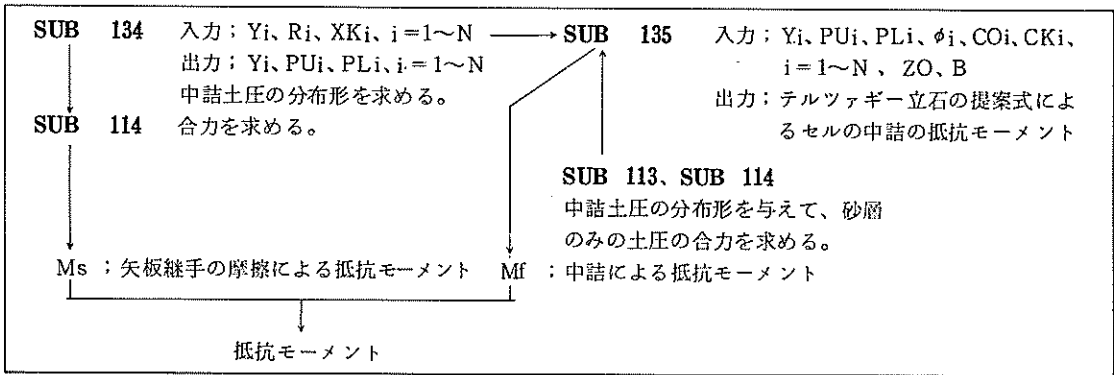 SUB 134 入力；Yi、Ri、XKi、i＝1～N
出力；Yi、PUi、PLi、i＝1～N
中詰土圧の分布形を求める。
SUB 114 合力を求める。
SUB 135 入力；Yi、PUi、PLi、φi、COi、CKi、
i＝1～N 、ZO、B
出力；テルツァギー立石の提案式によ
るセルの中詰の抵抗モーメント
SUB 113、SUB 114
中詰土圧の分布形を与えて、砂層
のみの土圧の合力を求める。
Ms；矢板継手の摩擦による抵抗モーメント
Mf；中詰による抵抗モーメント
抵抗モーメント